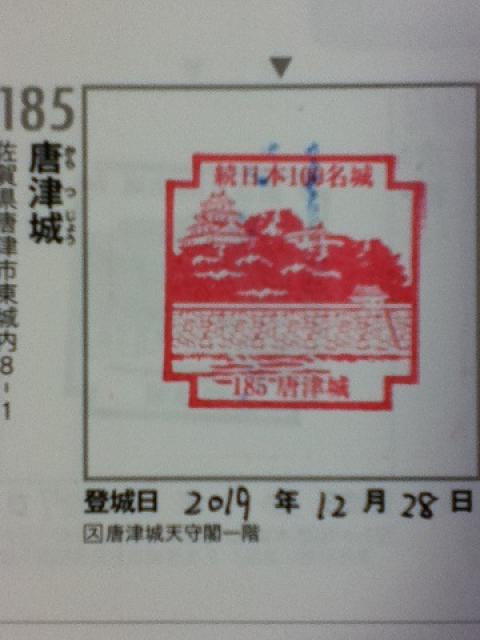 185
唐津城
からつじょう
佐賀県唐津市東城内8-1
続日本100名城
185 唐津城
登城日 2019 年 12 月 28 日
ス唐津城天守閣一階